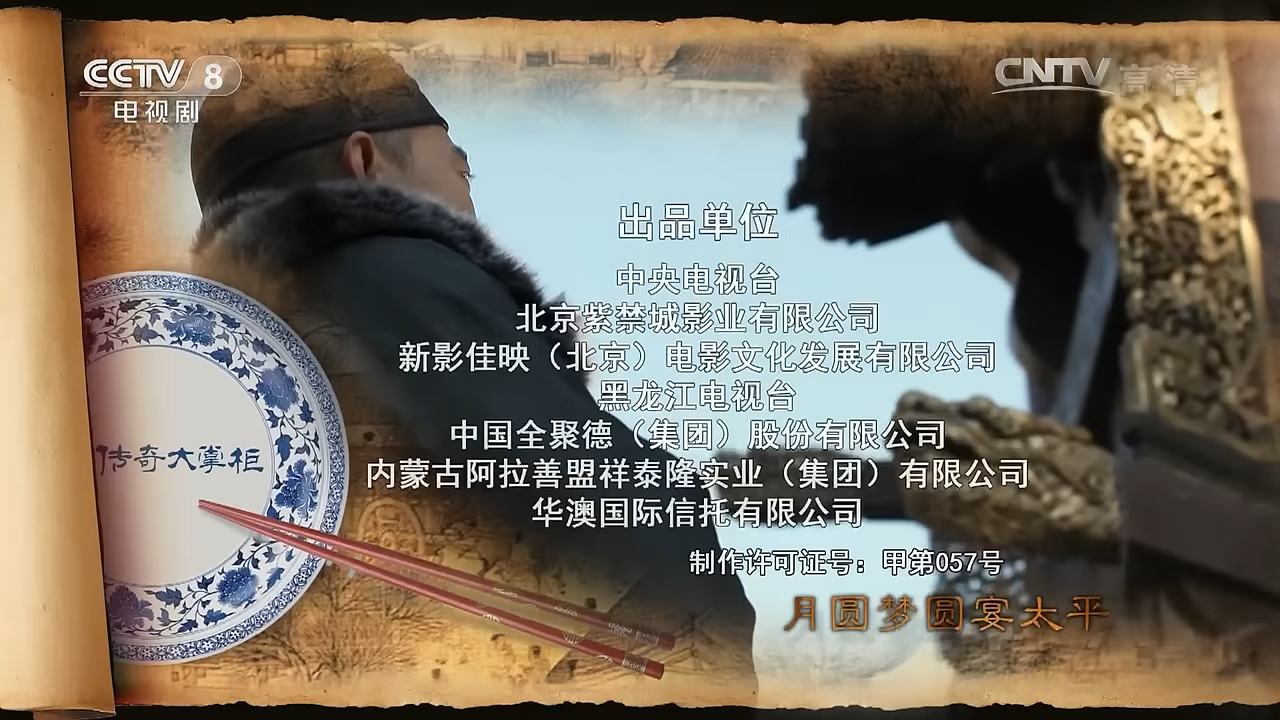 CCTV 8
电视剧
CNTV 高清
出品单位
中央电视台
北京紫禁城影业有限公司
新影佳映（北京）电影文化发展有限公司
黑龙江电视台
中国全聚德（集团）股份有限公司
内蒙古阿拉善盟祥泰隆实业（集团）有限公司
华澳国际信托有限公司
传奇大掌柜
制作许可证号：甲第057号
月圆梦圆宴太平